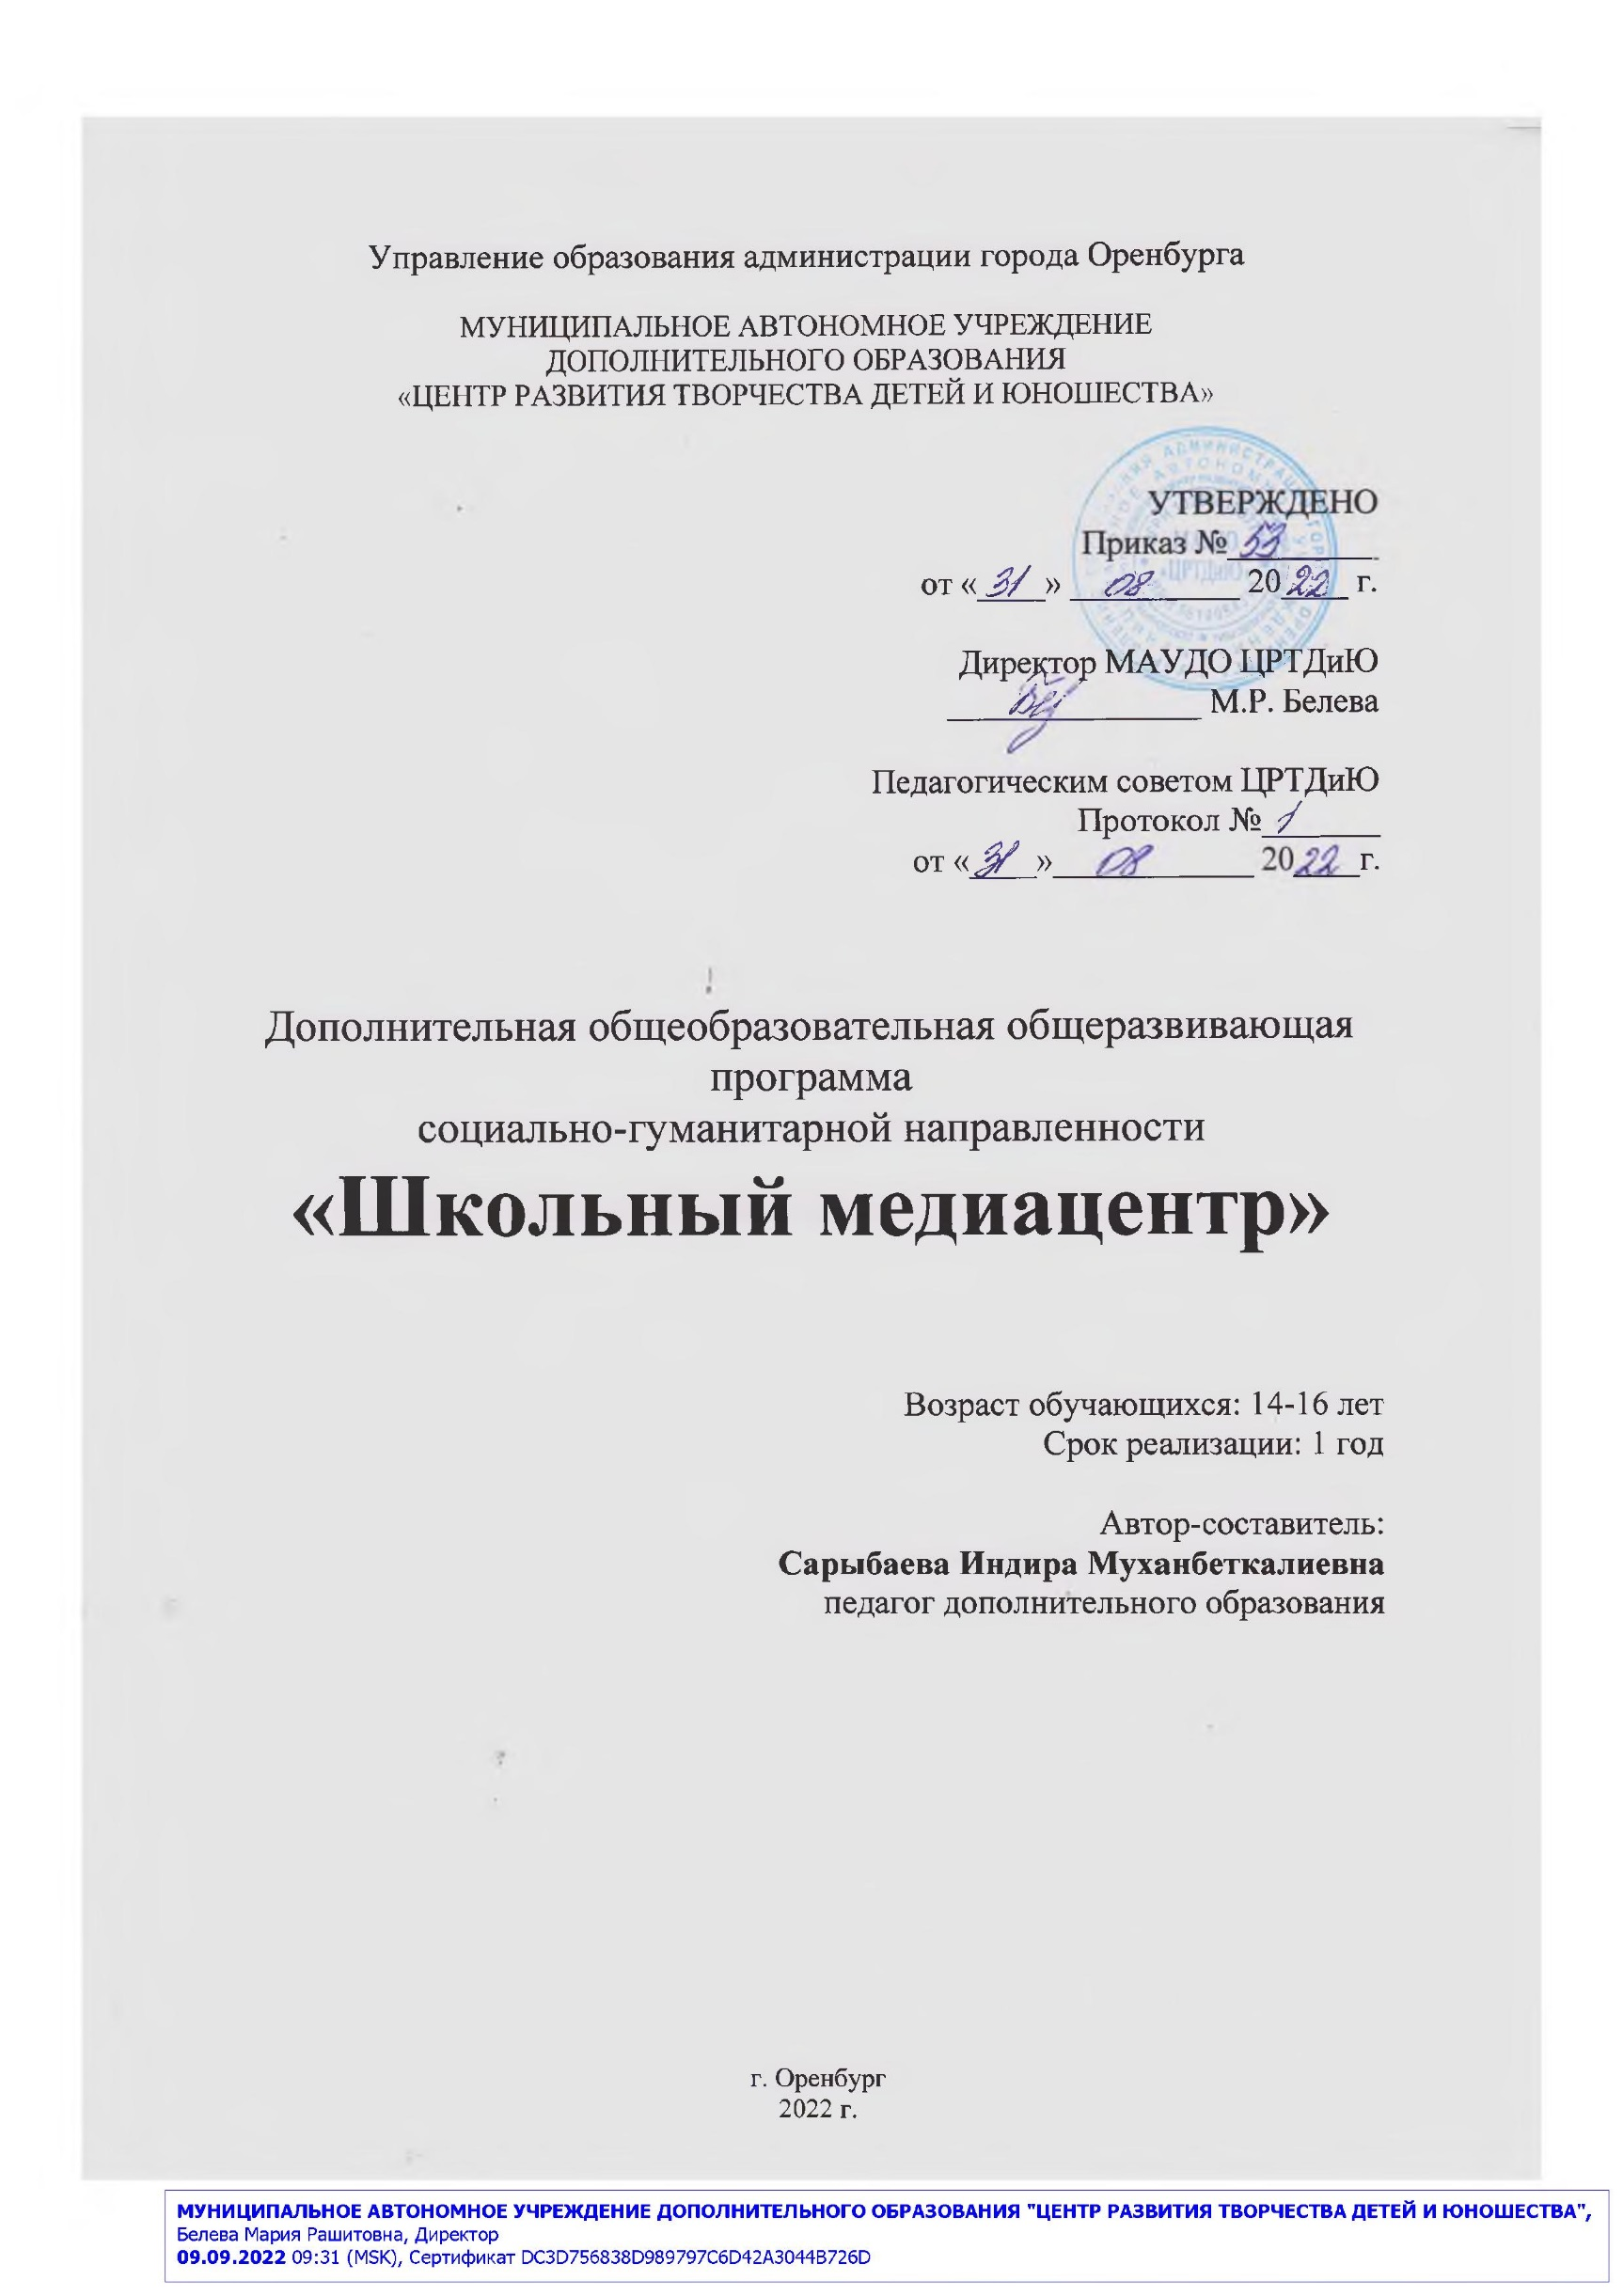 Управление образования администрации города Оренбурга
МУНИЦИПАЛЬНОЕ АВТОНОМНОЕ УЧРЕЖДЕНИЕ
ДОПОЛНИТЕЛЬНОГО ОБРАЗОВАНИЯ
«ЦЕНТР РАЗВИТИЯ ТВОРЧЕСТВА ДЕТЕЙ И ЮНОШЕСТВА»
УТВЕРЖДЕНО
Приказ № 53
от «31» 08 2022 г.
Директор МАУДО ЦРТДиЮ
М.Р. Белева
Педагогическим советом ЦРТДиЮ
Протокол № 1
от «31» 08 2022 г.
Дополнительная общеобразовательная общеразвивающая
программа
социально-гуманитарной направленности
«Школьный медиацентр»
Возраст обучающихся: 14-16 лет
Срок реализации: 1 год
Автор-составитель:
Сарыбаева Индира Муханбеткалиевна
педагог дополнительного образования
г. Оренбург
2022 г.
МУНИЦИПАЛЬНОЕ АВТОНОМНОЕ УЧРЕЖДЕНИЕ ДОПОЛНИТЕЛЬНОГО ОБРАЗОВАНИЯ "ЦЕНТР РАЗВИТИЯ ТВОРЧЕСТВА ДЕТЕЙ И ЮНОШЕСТВА",
Белева Мария Рашитовна, Директор
09.09.2022 09:31 (MSK), Сертификат DC3D756838D989797C6D42A3044B726D